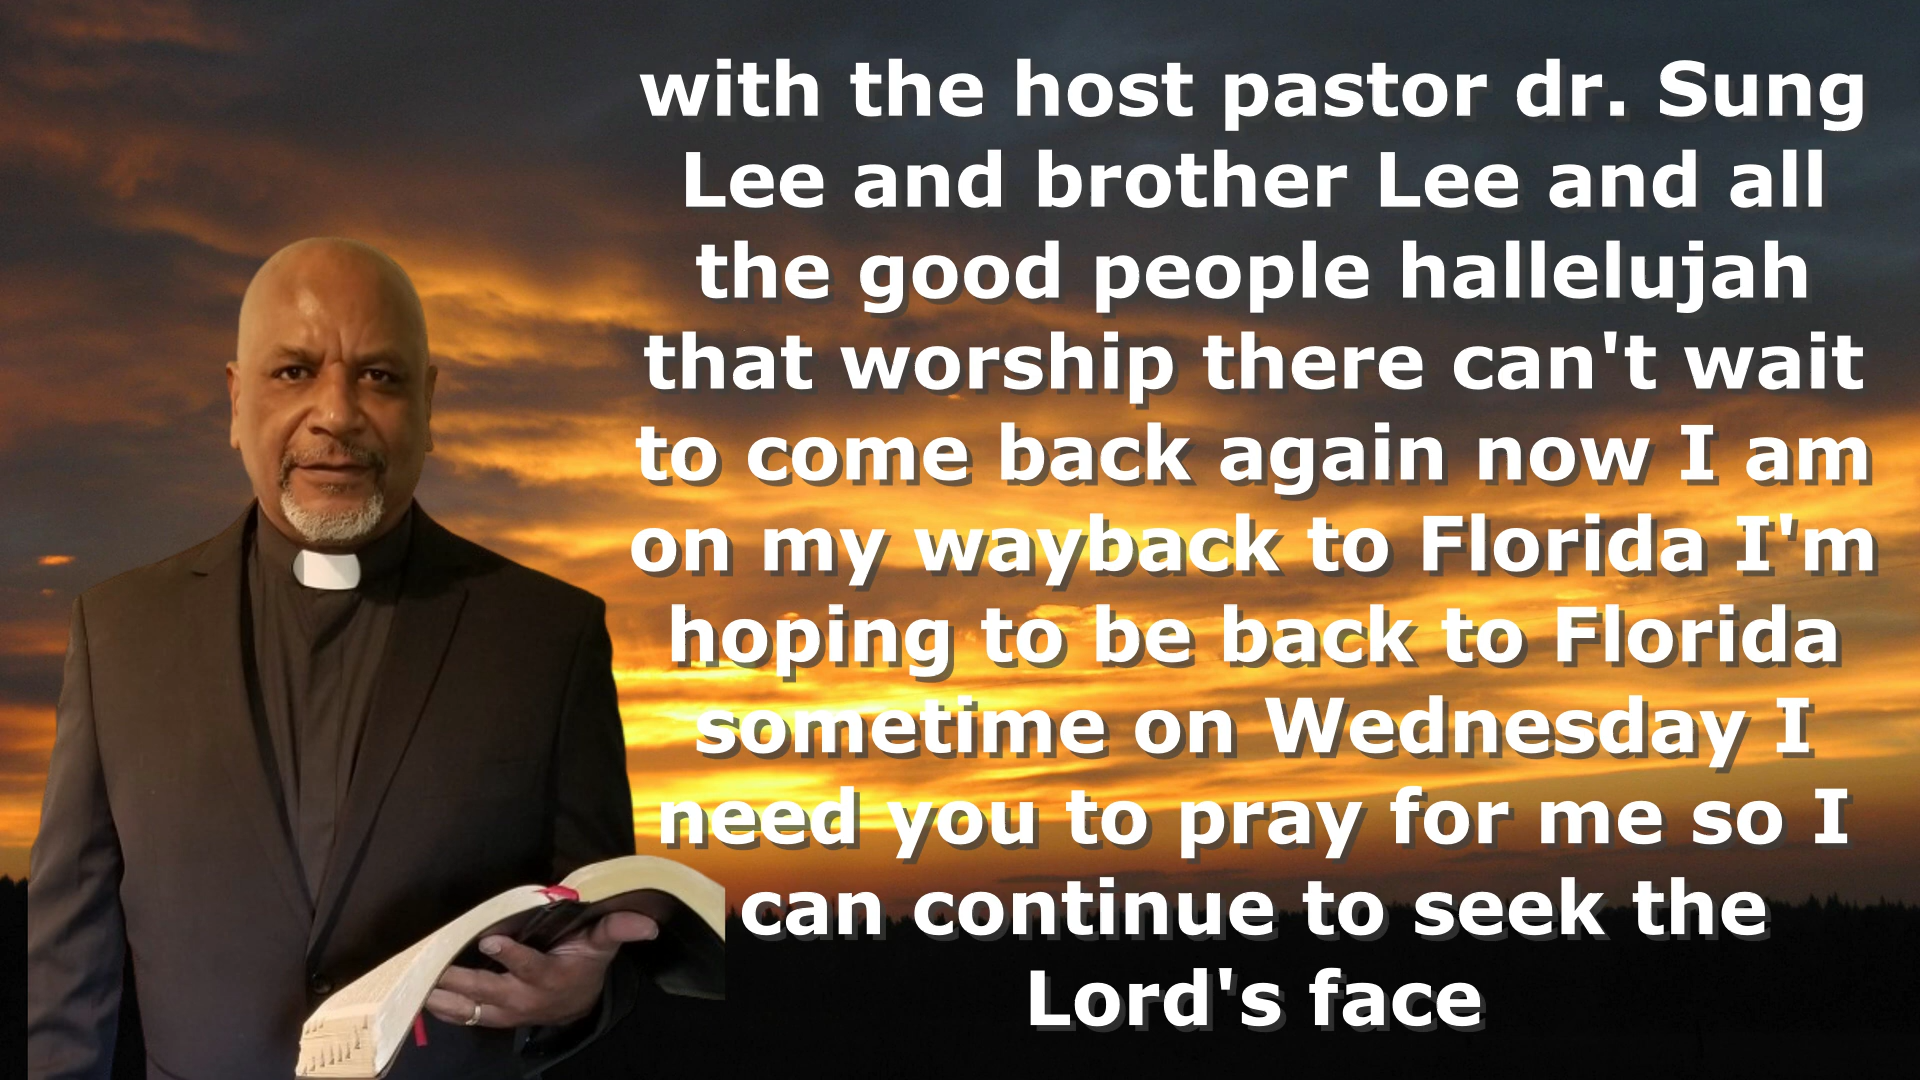 with the host pastor dr. Sung
Lee and brother Lee and all
the good people hallelujah
that worship there can't wait
to come back again now I am
on my wayback to Florida I'm
hoping to be back to Florida
sometime on Wednesday I
need you to pray for me so I
can continue to seek the
Lord's face